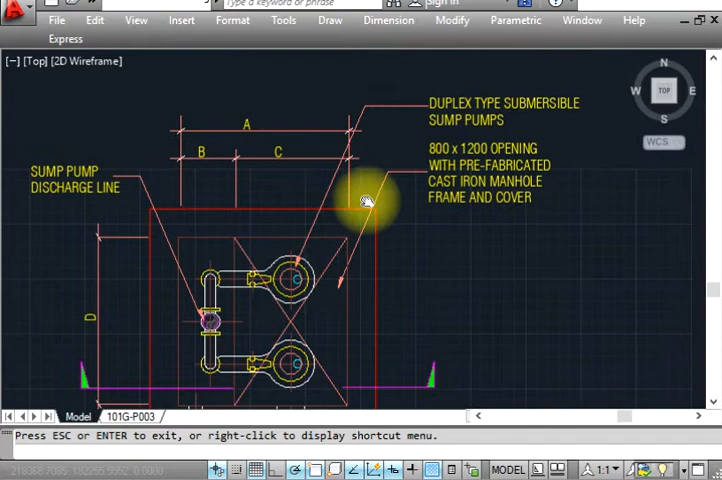 Type a keyword or phrase
Sign In
File Edit View Insert Format Tools Draw Dimension Modify Parametric Window Help
Express
[−] [Top] [2D Wireframe]
N
W TOP E
S
WCS
DUPLEX TYPE SUBMERSIBLE
SUMP PUMPS
A
B C
800 x 1200 OPENING
WITH PRE-FABRICATED
CAST IRON MANHOLE
FRAME AND COVER
SUMP PUMP
DISCHARGE LINE
D
Model 101G-P003
Press ESC or ENTER to exit, or right-click to display shortcut menu.
MODEL 1:1